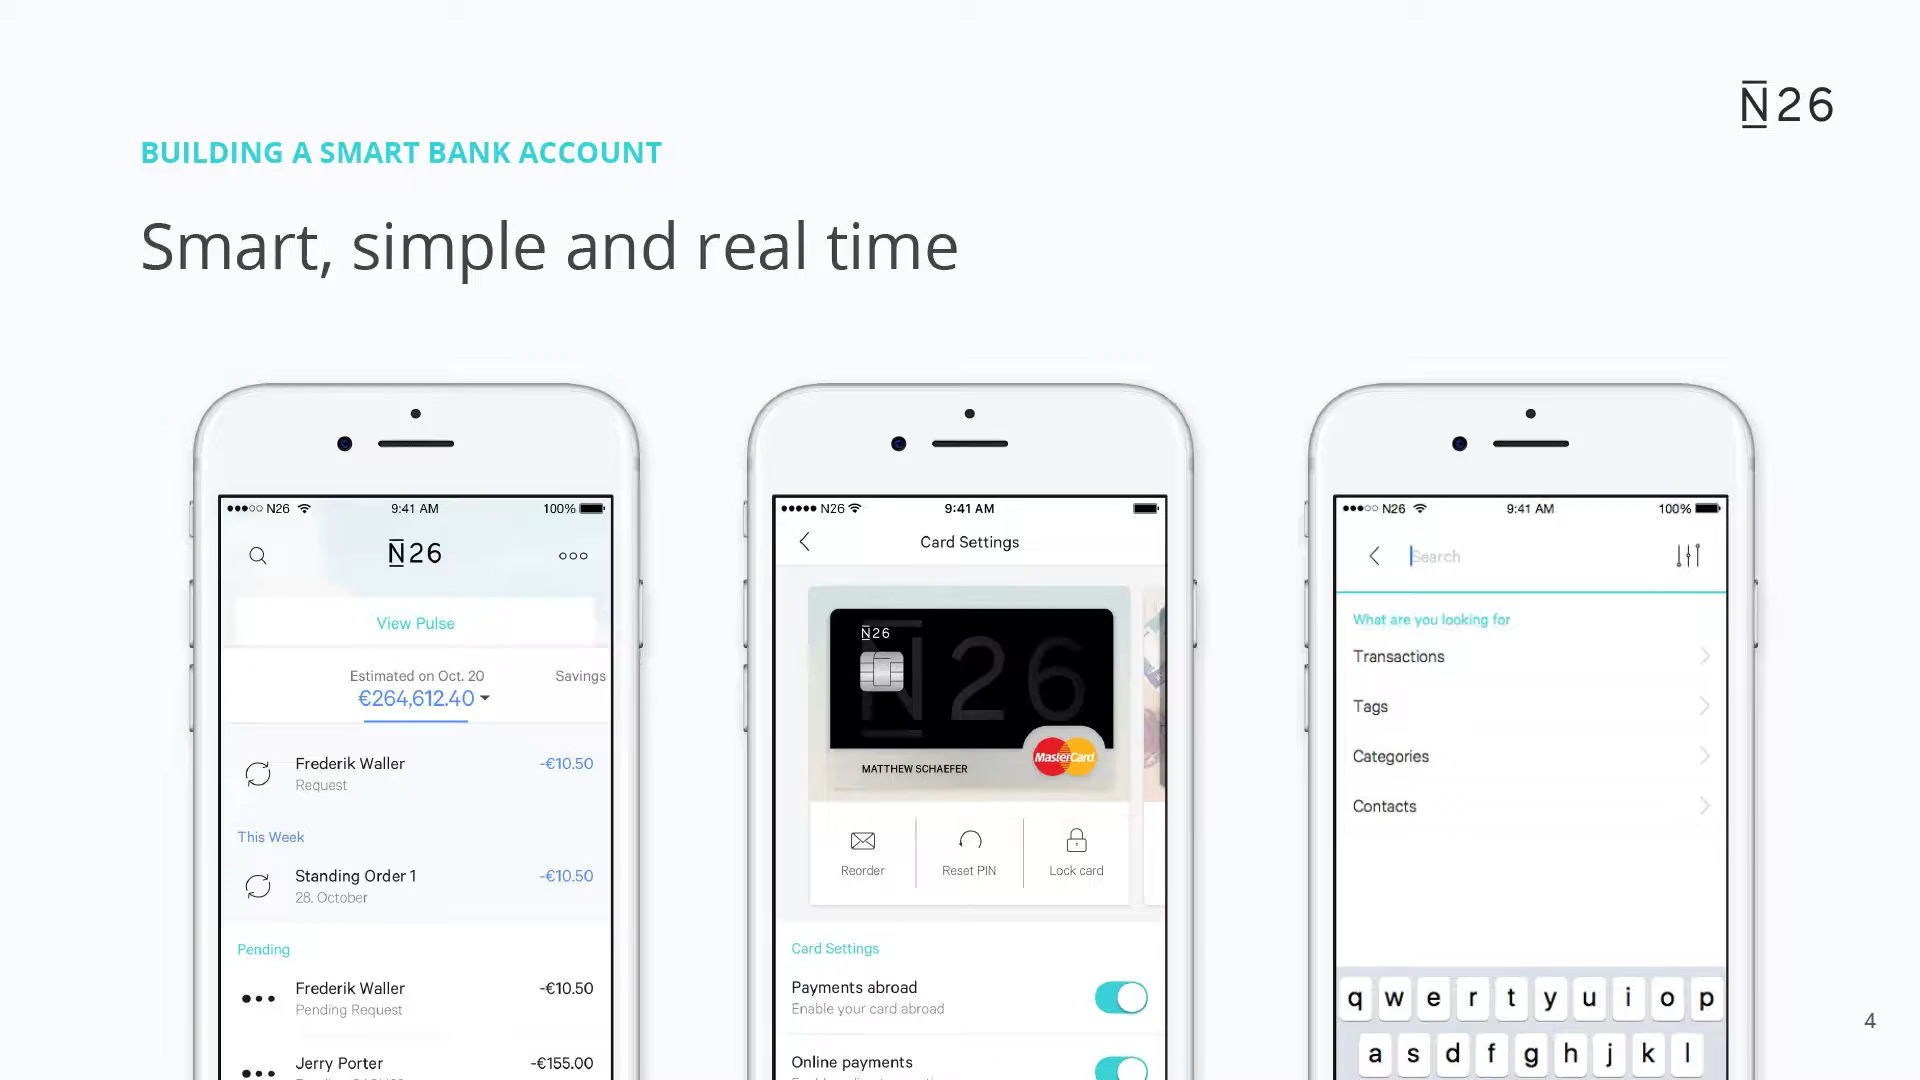 N26
BUILDING A SMART BANK ACCOUNT
Smart, simple and real time
N26 9:41 AM 100%
N26
View Pulse
Estimated on Oct. 20 Savings
€264,612.40
Frederik Waller -€10.50
Request
This Week
Standing Order 1 -€10.50
28. October
Pending
Frederik Waller -€10.50
Pending Request
Jerry Porter -€155.00
N26 9:41 AM
Card Settings
N26
N26
MATTHEW SCHAEFER
MasterCard
Reorder Reset PIN Lock card
Card Settings
Payments abroad
Enable your card abroad
Online payments
N26 9:41 AM 100%
Search
What are you looking for
Transactions
Tags
Categories
Contacts
q w e r t y u i o p
a s d f g h j k l
4